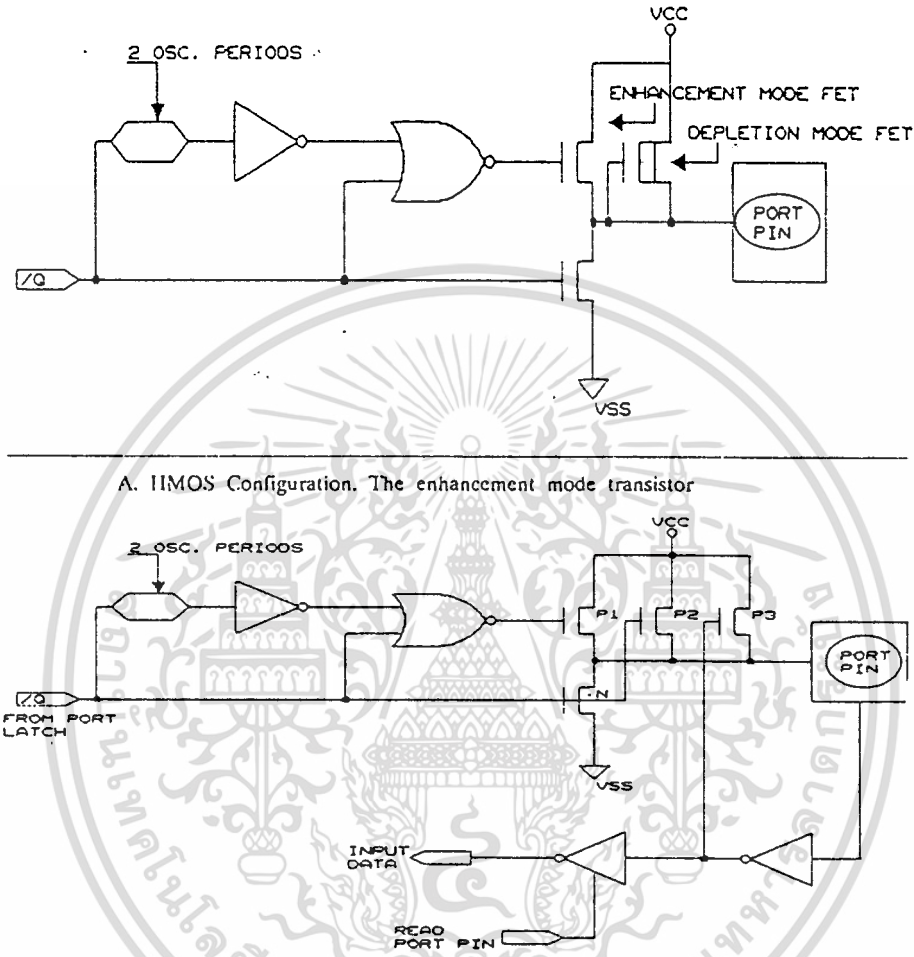 VCC
2 OSC. PERIODS
ENHANCEMENT MODE FET
DEPLETION MODE FET
PORT
PIN
/Q
VSS
A. HMOS Configuration. The enhancement mode transistor
VCC
2 OSC. PERIODS
P1
P2
P3
PORT
PIN
/Q
N
FROM PORT
LATCH
VSS
INPUT
DATA
READ
PORT PIN